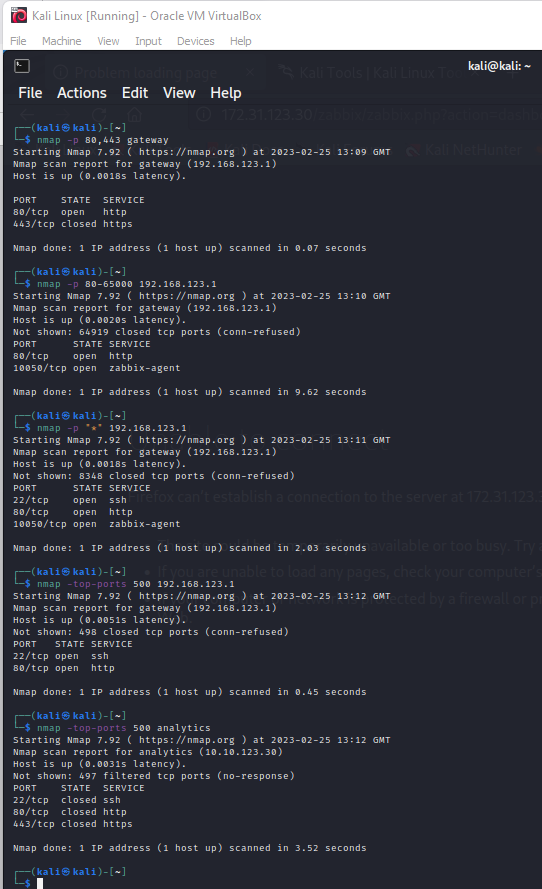 Kali Linux [Running] - Oracle VM VirtualBox
File Machine View Input Devices Help
kali@kali: ~
File Actions Edit View Help
┌──(kali㉿kali)-[~]
└─$ nmap -p 80,443 gateway
Starting Nmap 7.92 ( https://nmap.org ) at 2023-02-25 13:09 GMT
Nmap scan report for gateway (192.168.123.1)
Host is up (0.0018s latency).
PORT STATE SERVICE
80/tcp open http
443/tcp closed https
Nmap done: 1 IP address (1 host up) scanned in 0.07 seconds
┌──(kali㉿kali)-[~]
└─$ nmap -p 80-65000 192.168.123.1
Starting Nmap 7.92 ( https://nmap.org ) at 2023-02-25 13:10 GMT
Nmap scan report for gateway (192.168.123.1)
Host is up (0.0020s latency).
Not shown: 64919 closed tcp ports (conn-refused)
PORT STATE SERVICE
80/tcp open http
10050/tcp open zabbix-agent
Nmap done: 1 IP address (1 host up) scanned in 9.62 seconds
┌──(kali㉿kali)-[~]
└─$ nmap -p "*" 192.168.123.1
Starting Nmap 7.92 ( https://nmap.org ) at 2023-02-25 13:11 GMT
Nmap scan report for gateway (192.168.123.1)
Host is up (0.0018s latency).
Not shown: 8348 closed tcp ports (conn-refused)
PORT STATE SERVICE
22/tcp open ssh
80/tcp open http
10050/tcp open zabbix-agent
Nmap done: 1 IP address (1 host up) scanned in 2.03 seconds
┌──(kali㉿kali)-[~]
└─$ nmap -top-ports 500 192.168.123.1
Starting Nmap 7.92 ( https://nmap.org ) at 2023-02-25 13:12 GMT
Nmap scan report for gateway (192.168.123.1)
Host is up (0.0051s latency).
Not shown: 498 closed tcp ports (conn-refused)
PORT STATE SERVICE
22/tcp open ssh
80/tcp open http
Nmap done: 1 IP address (1 host up) scanned in 0.45 seconds
┌──(kali㉿kali)-[~]
└─$ nmap -top-ports 500 analytics
Starting Nmap 7.92 ( https://nmap.org ) at 2023-02-25 13:12 GMT
Nmap scan report for analytics (10.10.123.30)
Host is up (0.0031s latency).
Not shown: 497 filtered tcp ports (no-response)
PORT STATE SERVICE
22/tcp closed ssh
80/tcp closed http
443/tcp closed https
Nmap done: 1 IP address (1 host up) scanned in 3.52 seconds
┌──(kali㉿kali)-[~]
└─$